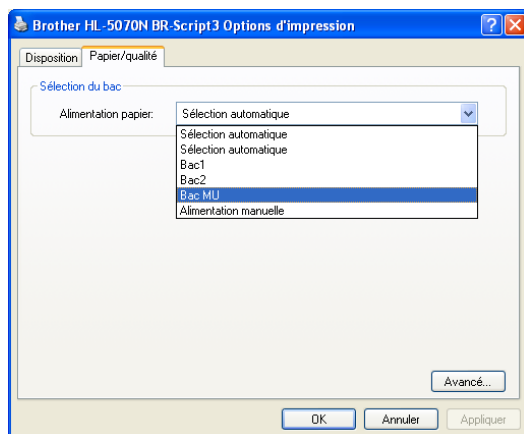 Brother HL-5070N BR-Script3 Options d'impression
Disposition Papier/qualité
Sélection du bac
Alimentation papier: Sélection automatique
Sélection automatique
Sélection automatique
Bac1
Bac2
Bac MU
Alimentation manuelle
Avancé...
OK Annuler Appliquer